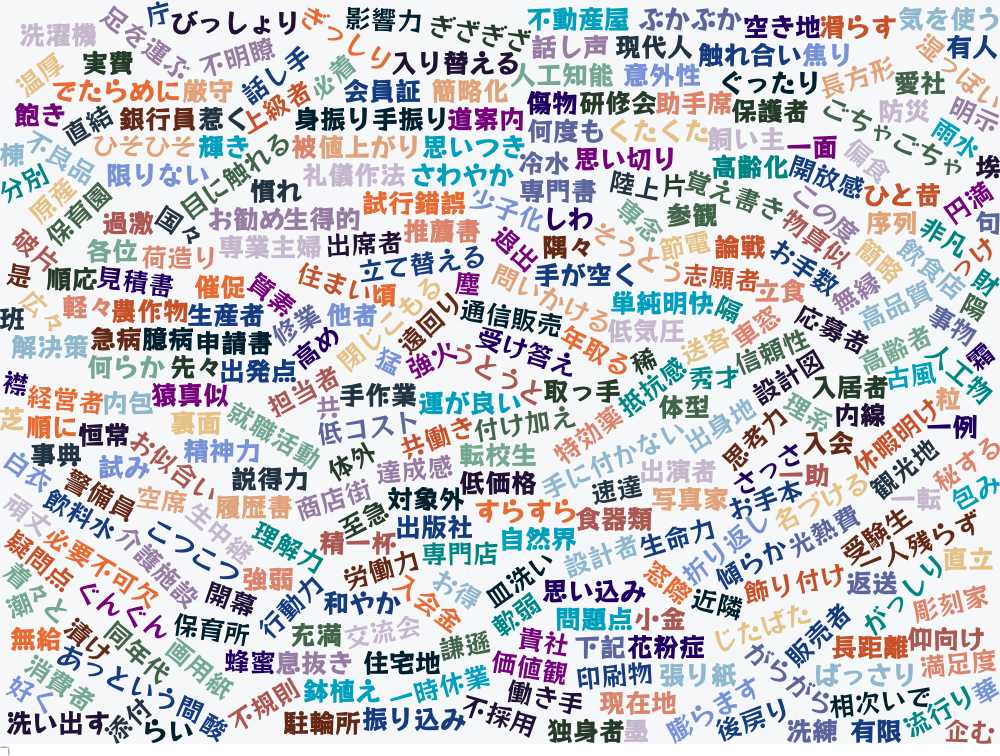 洗濯機
足を運ぶ
庁
びっしょり
ぎっしり
影響力
ぎざぎざ
不動産屋
ぶかぶか
空き地
滑らす
気を使う
温厚
実費
不明瞭
話し手
必着
入り替える
話し声
現代人
触れ合い
焦り
湿っぽい
有人
人工知能
意外性
ぐったり
長方形
愛社
でたらめに
厳守
上級者
会員証
簡略化
飽き
直結
銀行員
惹く
身振り手振り
道案内
傷物
研修会
助手席
保護者
ごちゃごちゃ
防災
明示
雨水
何度も
くたくた
飼い主
一面
偏食
埃
棟
不良品
ひそひそ
輝き
目に触れる
被
値上がり
思いつき
冷水
思い切り
高齢化
開放感
分別
原産
保育園
限りない
慣れ
礼儀作法
さわやか
専門書
陸上
片
覚え書き
この度
ひと昔
円満
句
過激
国々
お勧め
生得的
試行錯誤
少子化
しわ
専念
参観
物真似
序列
非凡
うっけ
破片
各位
荷造り
専業主婦
出席者
推薦書
退出
隅々
そうとう
節電
論戦
お手数
簡略
飲食店
財
是
順応
見積書
催促
質素
住まい
頃
立て替える
塵
問いかける
手が空く
志願者
立食
無縁
高品質
陽
広々
軽々
農作物
生産者
修業
他者
閉じこもる
遠回り
通信販売
単純明快
隔
低気圧
車窓
応募者
事物
霜
班
解決策
急病
臆病
申請書
高め
猛
強火
受け答え
年取る
稀
送客
信頼性
高齢者
人工物
何らか
先々
出発点
うとうと
取っ手
抵抗感
秀才
設計図
入居者
古風
襟
経営者
内包
猿真似
担当者
共
手作業
運が良い
体型
出身地
理系
内線
粒
芝
順に
恒常
裏面
就職活動
低コスト
共働き
付け加え
特効薬
手に付かない
思考力
入会
休暇明け
一例
事典
試み
お似合い
精神力
体外
達成感
転校生
出演者
さっさ
一助
観光地
秘する
白衣
警備員
空席
履歴書
説得力
商店街
対象外
低価格
速達
写真家
お手本
名づける
一転
包み
頑丈
飲料水
こつこつ
生中継
理解力
至急
出版社
すらすら
食器類
疑問点
必要不可欠
介護施設
強弱
精一杯
専門店
自然界
設計者
生命力
折り返し
傾らか
光熱費
受験生
一人残らず
直立
青々と
潮
ぐんぐん
開幕
行動力
労働力
入会金
お得
皿洗い
思い込み
窓際
近隣
飾り付け
返送
がっしり
彫刻家
和やか
軟弱
問題点
小金
じたばた
無給
漬け
同年代
保育所
充満
交流会
謙遜
貴社
下記
花粉症
がらがら
販売者
長距離
仰向け
消費者
あっという間
画用紙
蜂蜜
息抜き
住宅地
価値観
印刷物
張り紙
ばっさり
満足度
好く
添付
酸
不規則
鉢植え
一時休業
働き手
現在地
膨らます
後戻り
相次いで
流行り
華
洗い出す
らい
駐輪所
振り込み
不採用
独身者
墨
洗練
有限
企む